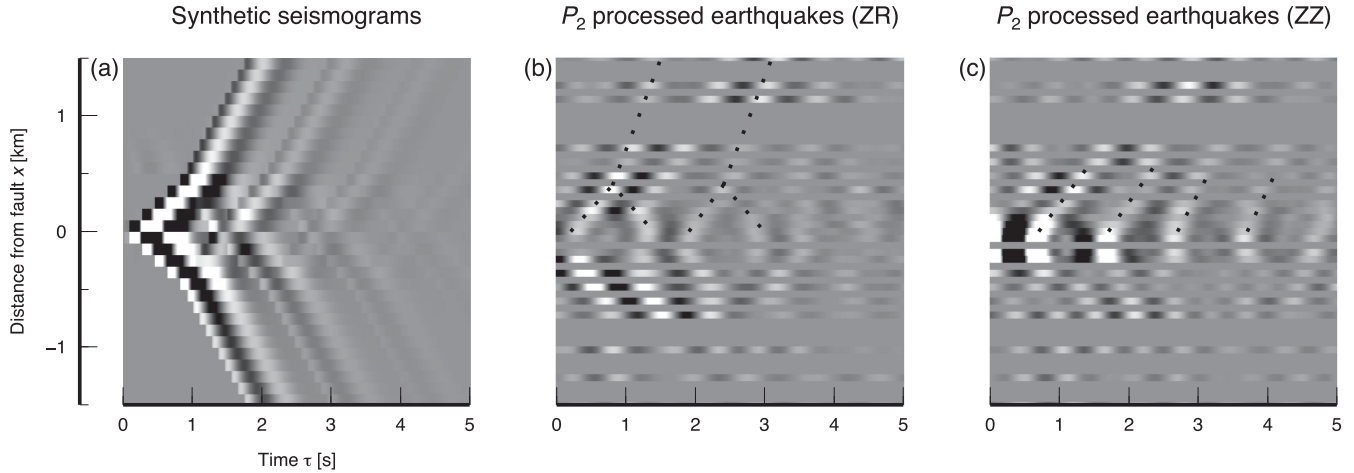 Synthetic seismograms
P₂ processed earthquakes (ZR)
P₂ processed earthquakes (ZZ)
(a)
(b)
(c)
Distance from fault x [km]
1
0
−1
0 1 2 3 4 5
0 1 2 3 4 5
0 1 2 3 4 5
Time τ [s]